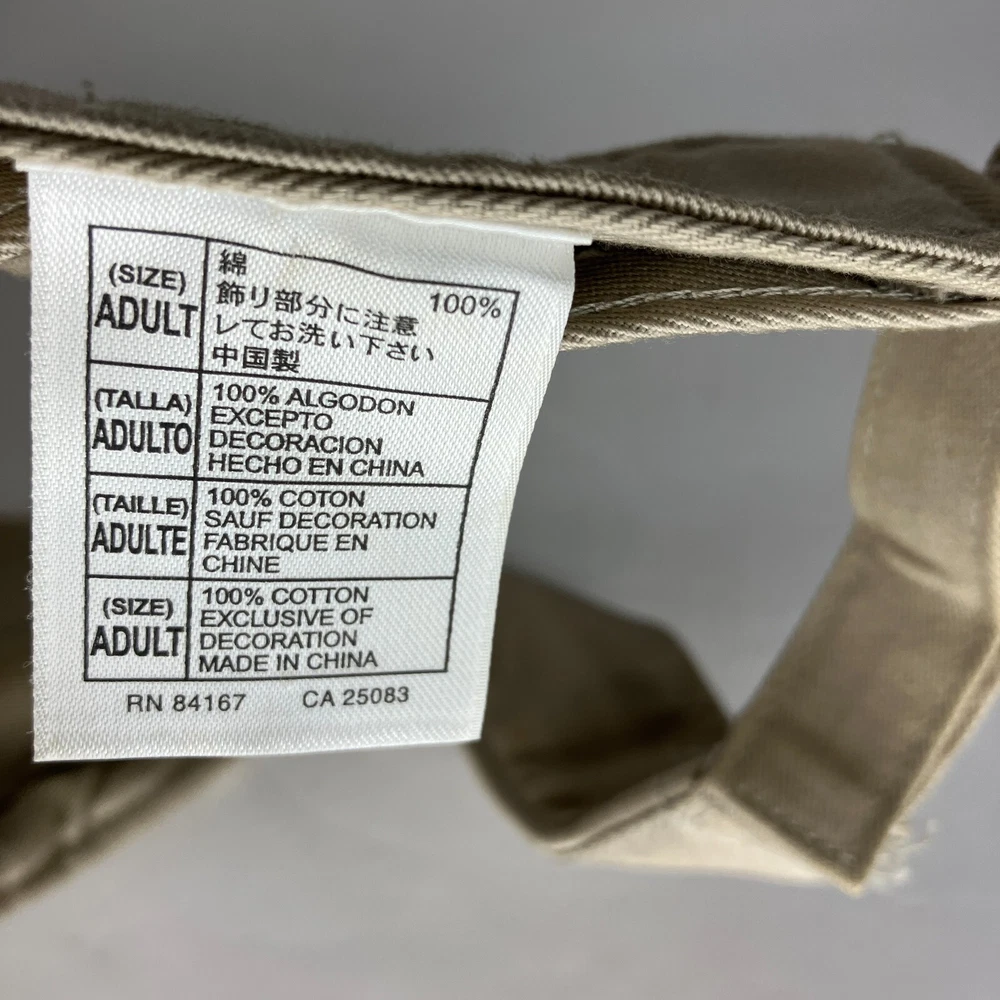 (SIZE)
ADULT
綿 100%
飾り部分に注意
レてお洗い下さい
中国製
(TALLA)
ADULTO
100% ALGODON
EXCEPTO
DECORACION
HECHO EN CHINA
(TAILLE)
ADULTE
100% COTON
SAUF DECORATION
FABRIQUE EN
CHINE
(SIZE)
ADULT
100% COTTON
EXCLUSIVE OF
DECORATION
MADE IN CHINA
RN 84167 CA 25083